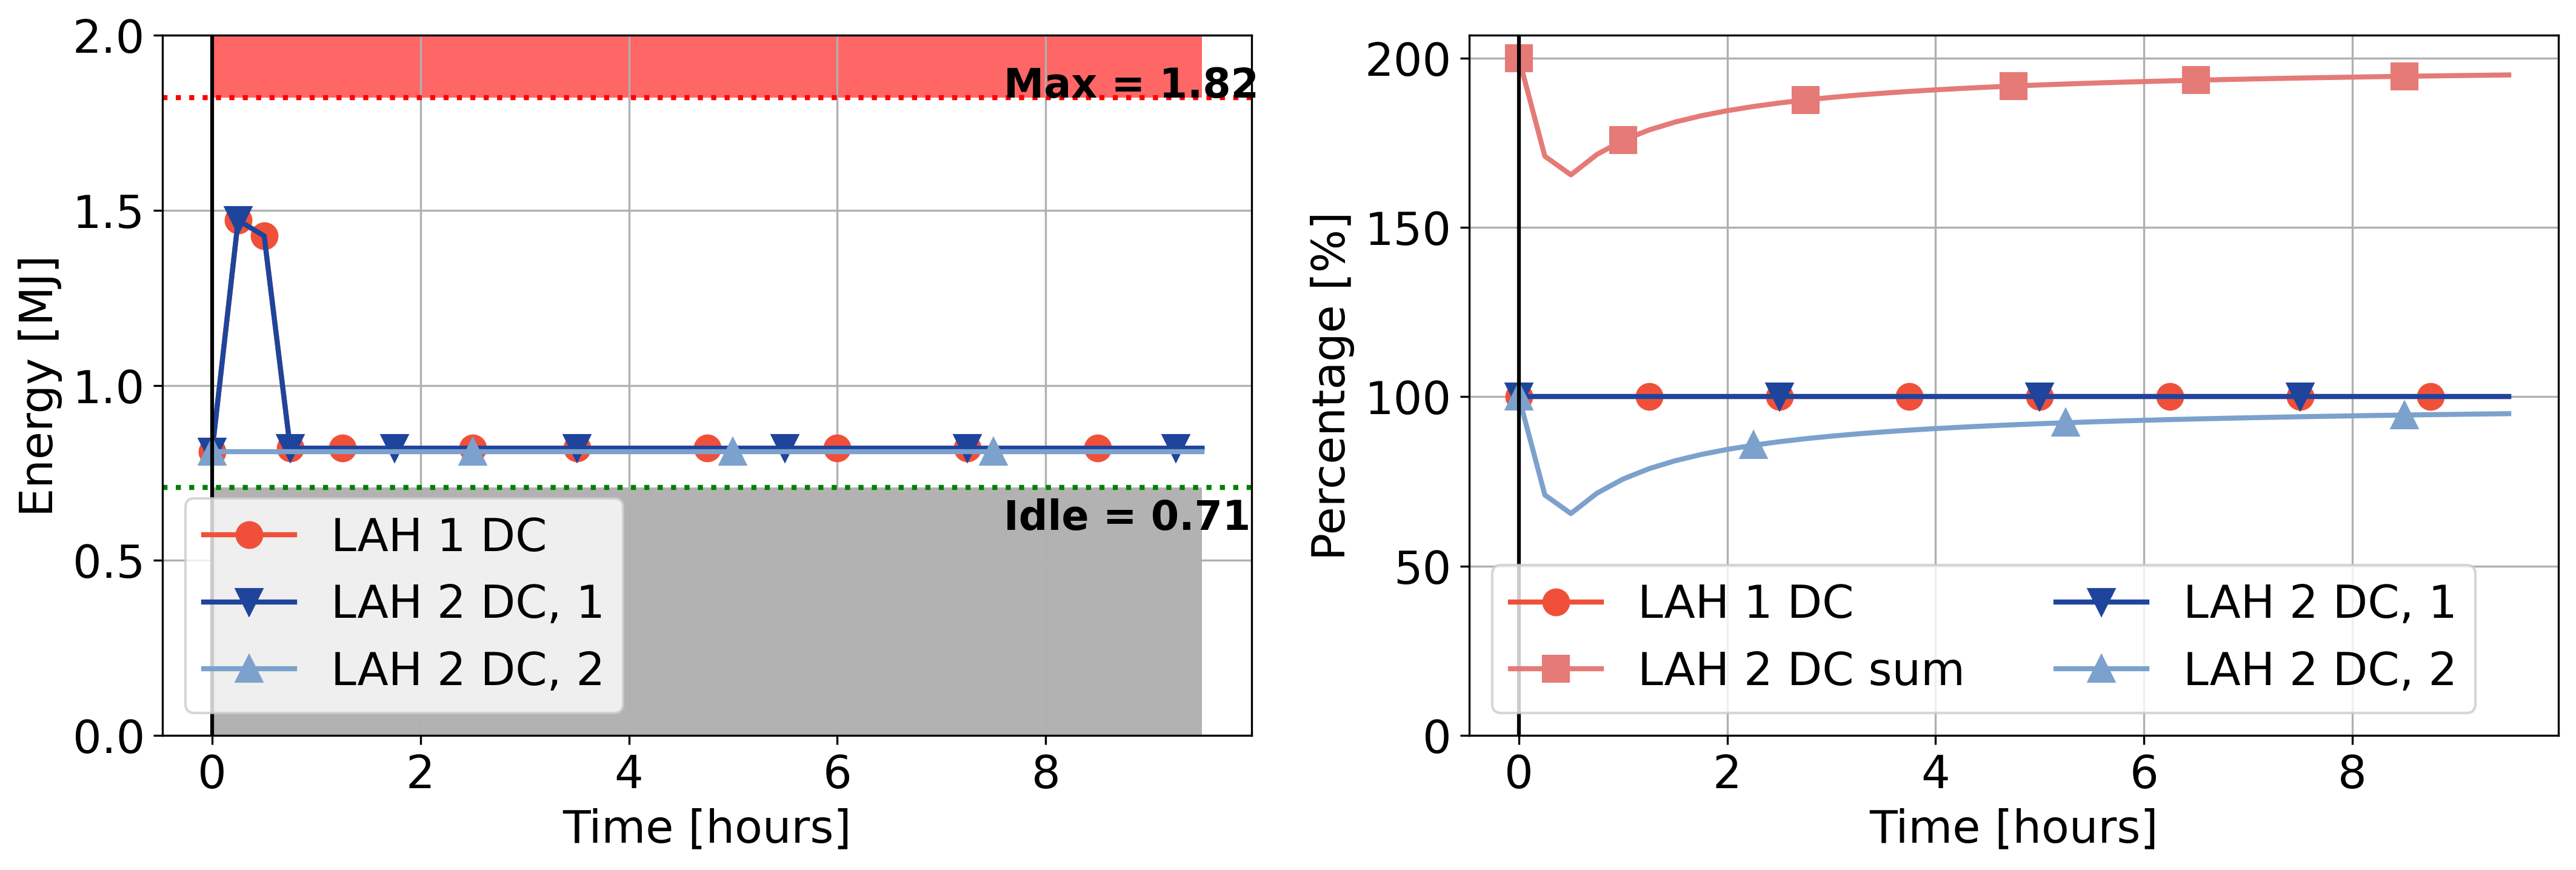 Energy [MJ]
2.0
1.5
1.0
0.5
0.0
Max = 1.82
Idle = 0.71
LAH 1 DC
LAH 2 DC, 1
LAH 2 DC, 2
0 2 4 6 8
Time [hours]
Percentage [%]
200
150
100
50
0
LAH 1 DC LAH 2 DC, 1
LAH 2 DC sum LAH 2 DC, 2
0 2 4 6 8
Time [hours]